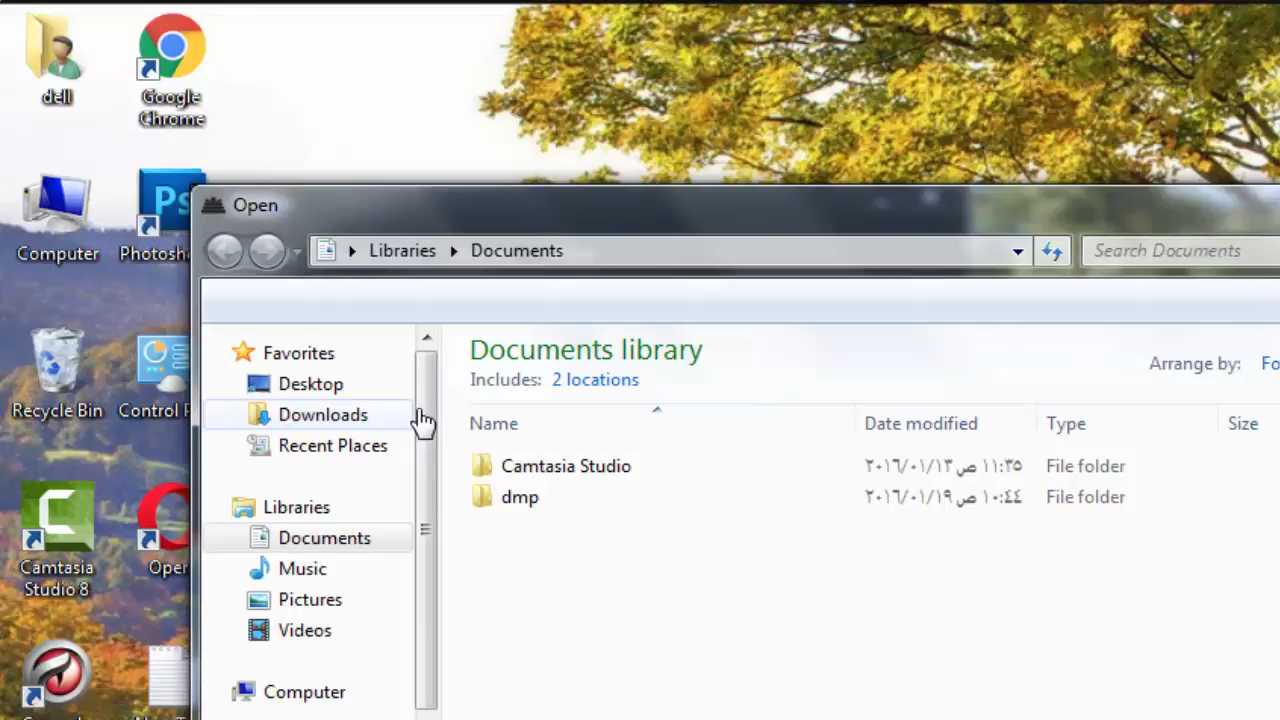 dell
Google
Chrome
Computer
Ps
Photosh
Recycle Bin
Control
Camtasia
Studio 8
Oper
Open
Libraries
Documents
Search Documents
Favorites
Desktop
Downloads
Recent Places
Libraries
Documents
Music
Pictures
Videos
Computer
Documents library
Includes: 2 locations
Arrange by: Fo
Name Date modified Type Size
Camtasia Studio ٢٠١٦/٠١/١٣ ص ١١:٣٥ File folder
dmp ٢٠١٦/٠١/١٩ ص ١٠:٤٤ File folder